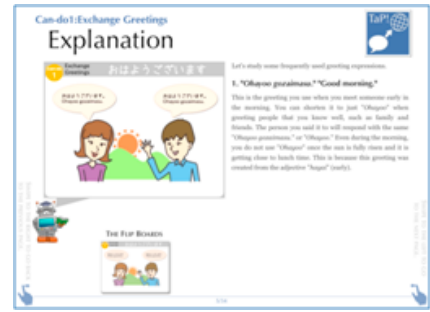 Can-do1:Exchange Greetings
Explanation
TaP!
Exchange
Greetings
おはようございます
おはようございます。
Ohayoo gozaimasu.
おはようございます。
Ohayoo gozaimasu.
Let's study some frequently used greeting expressions.
1. "Ohayoo gozaimasu." "Good morning."
This is the greeting you use when you meet someone early in
the morning. You can shorten it to just "Ohayoo" when
greeting people that you know well, such as family and
friends. The person you said it to will respond with the same
"Ohayoo gozaimasu." or "Ohayoo." Even during the morning,
you do not use "Ohayoo" once the sun is fully risen and it is
getting close to lunch time. This is because this greeting was
created from the adjective "hayai" (early).
THE FLIP BOARDS